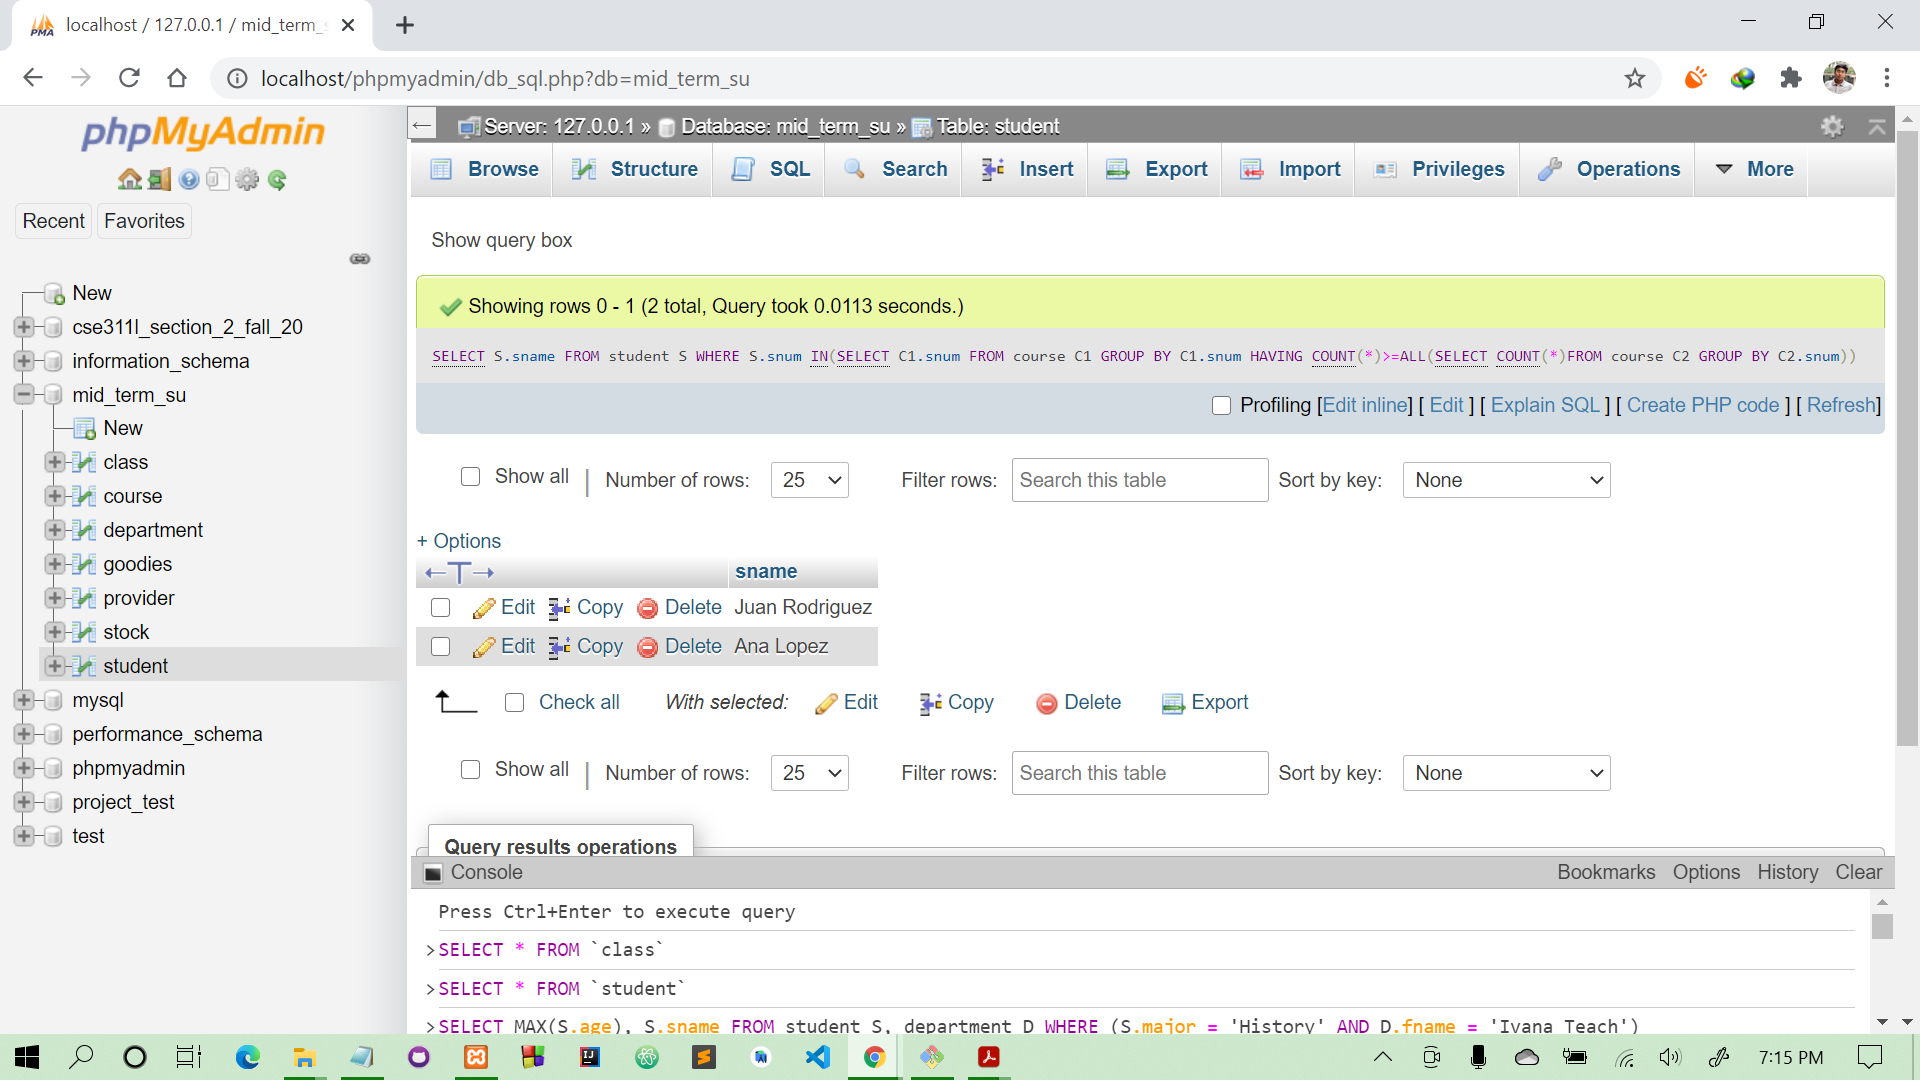 localhost / 127.0.0.1 / mid_term_s
localhost/phpmyadmin/db_sql.php?db=mid_term_su
phpMyAdmin
Recent Favorites
New
cse311l_section_2_fall_20
information_schema
mid_term_su
New
class
course
department
goodies
provider
stock
student
mysql
performance_schema
phpmyadmin
project_test
test
Server: 127.0.0.1 » Database: mid_term_su » Table: student
Browse Structure SQL Search Insert Export Import Privileges Operations More
Show query box
Showing rows 0 - 1 (2 total, Query took 0.0113 seconds.)
SELECT S.sname FROM student S WHERE S.snum IN(SELECT C1.snum FROM course C1 GROUP BY C1.snum HAVING COUNT(*)>=ALL(SELECT COUNT(*)FROM course C2 GROUP BY C2.snum))
Profiling [Edit inline] [ Edit ] [ Explain SQL ] [ Create PHP code ] [ Refresh]
Show all | Number of rows: 25 Filter rows: Search this table Sort by key: None
+ Options
←T→ sname
Edit Copy Delete Juan Rodriguez
Edit Copy Delete Ana Lopez
Check all With selected: Edit Copy Delete Export
Show all | Number of rows: 25 Filter rows: Search this table Sort by key: None
Query results operations
Console Bookmarks Options History Clear
Press Ctrl+Enter to execute query
>SELECT * FROM `class`
>SELECT * FROM `student`
>SELECT MAX(S.age), S.sname FROM student S, department D WHERE (S.major = 'History' AND D.fname = 'Ivana Teach')
7:15 PM